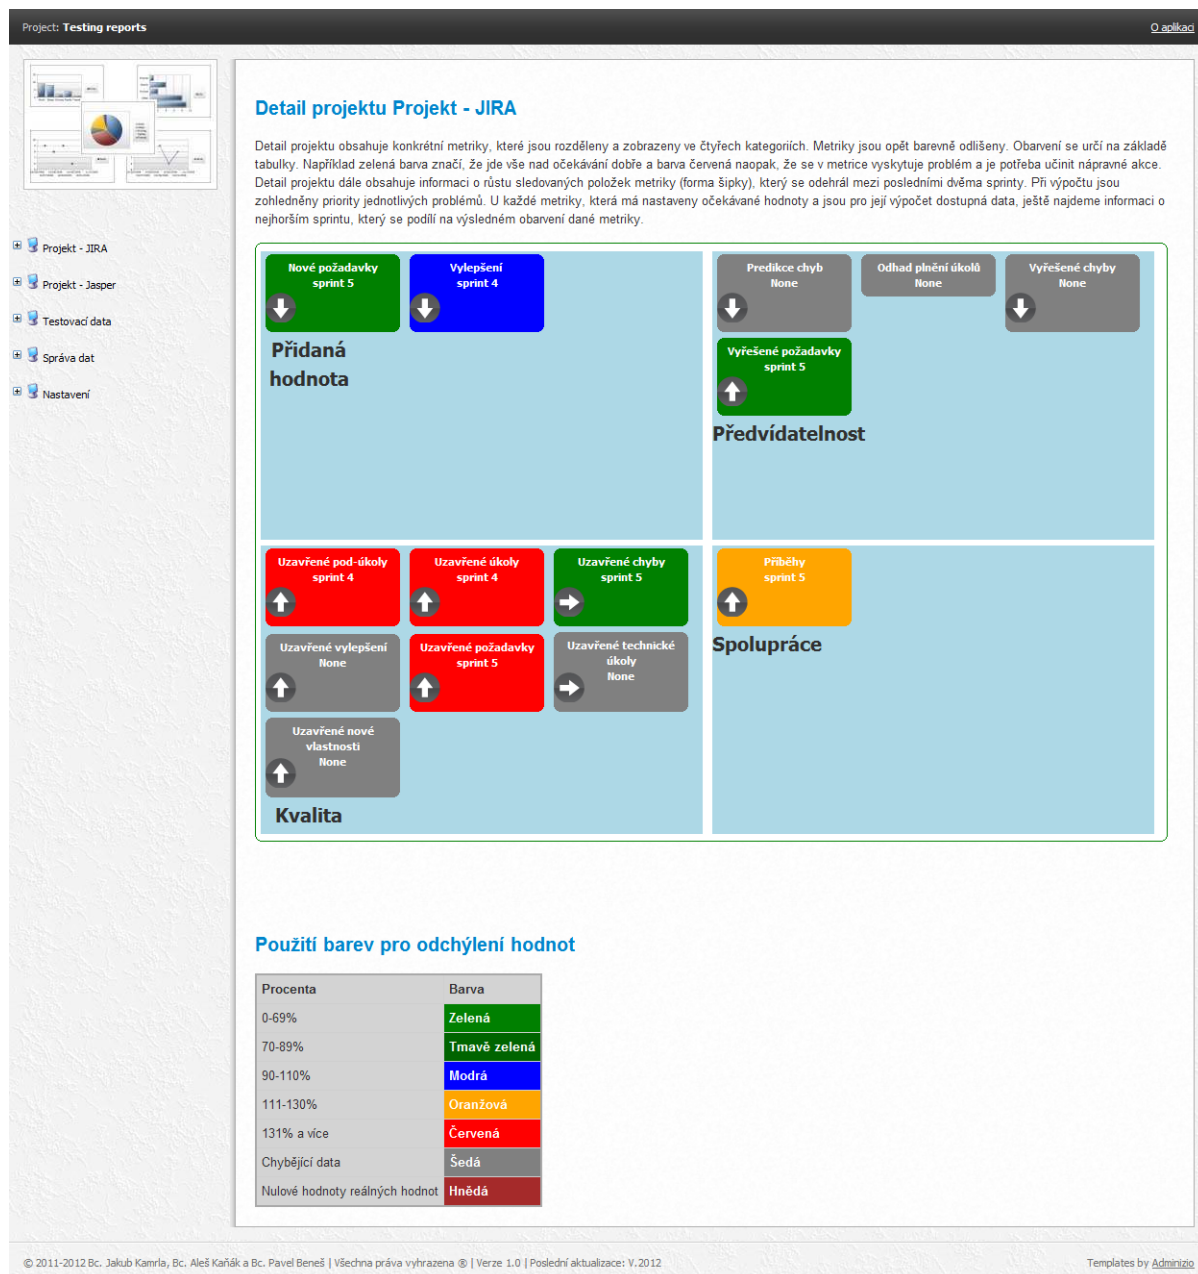 Project: Testing reports
O aplikaci
Projekt - JIRA
Projekt - Jasper
Testovací data
Správa dat
Nastavení
Detail projektu Projekt - JIRA
Detail projektu obsahuje konkrétní metriky, které jsou rozděleny a zobrazeny ve čtyřech kategoriích. Metriky jsou opět barevně odlišeny. Obarvení se určí na základě
tabulky. Například zelená barva značí, že jde vše nad očekávání dobře a barva červená naopak, že se v metrice vyskytuje problém a je potřeba učinit nápravné akce.
Detail projektu dále obsahuje informaci o růstu sledovaných položek metriky (forma šipky), který se odehrál mezi posledními dvěma sprinty. Při výpočtu jsou
zohledněny priority jednotlivých problémů. U každé metriky, která má nastaveny očekávané hodnoty a jsou pro její výpočet dostupná data, ještě najdeme informaci o
nejhorším sprintu, který se podílí na výsledném obarvení dané metriky.
Nové požadavky
sprint 5
Vylepšení
sprint 4
Přidaná
hodnota
Predikce chyb
None
Odhad plnění úkolů
None
Vyřešené chyby
None
Vyřešené požadavky
sprint 5
Předvídatelnost
Uzavřené pod-úkoly
sprint 4
Uzavřené úkoly
sprint 4
Uzavřené chyby
sprint 5
Uzavřené vylepšení
None
Uzavřené požadavky
sprint 5
Uzavřené technické
úkoly
None
Uzavřené nové
vlastnosti
None
Kvalita
Příběhy
sprint 5
Spolupráce
Použití barev pro odchýlení hodnot
Procenta Barva
0-69% Zelená
70-89% Tmavě zelená
90-110% Modrá
111-130% Oranžová
131% a více Červená
Chybějící data Šedá
Nulové hodnoty reálných hodnot Hnědá
© 2011-2012 Bc. Jakub Kamrla, Bc. Aleš Kaňák a Bc. Pavel Beneš | Všechna práva vyhrazena ® | Verze 1.0 | Poslední aktualizace: V.2012
Templates by Adminizio